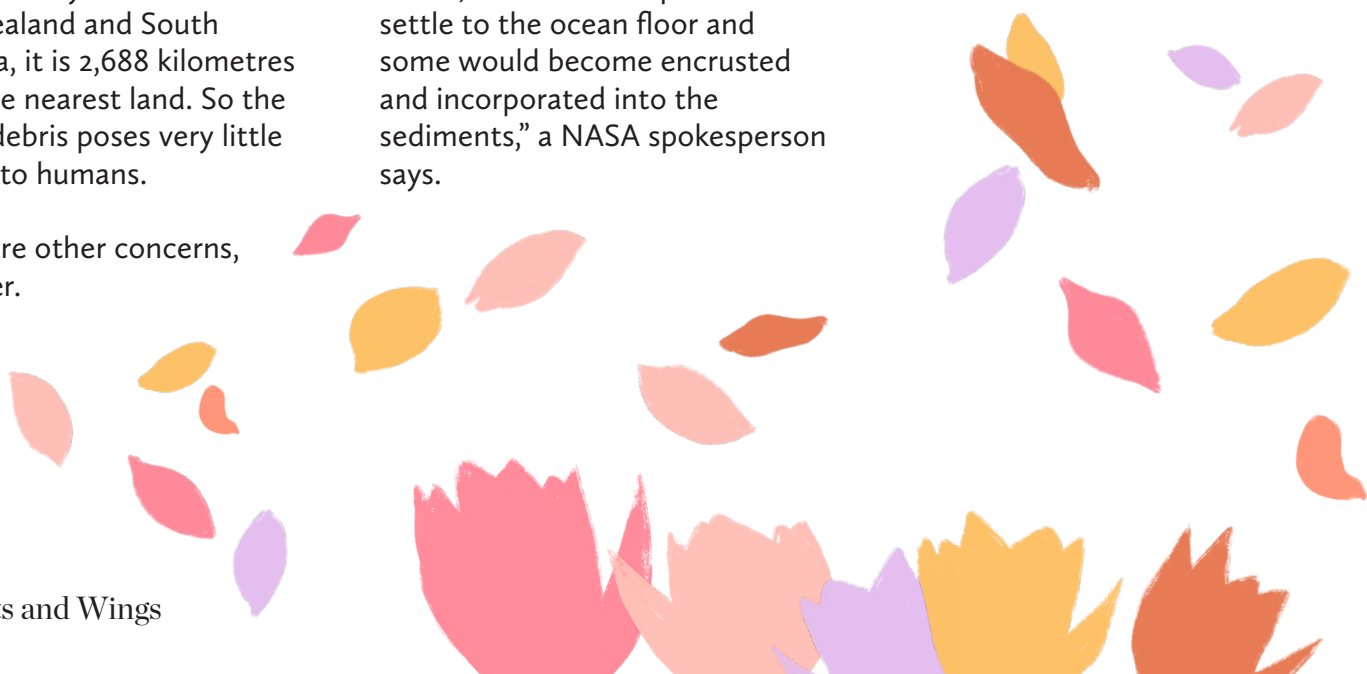 ealand and South
a, it is 2,688 kilometres
e nearest land. So the
debris poses very little
to humans.
re other concerns,
er.
settle to the ocean floor and
some would become encrusted
and incorporated into the
sediments,” a NASA spokesperson
says.
ts and Wings